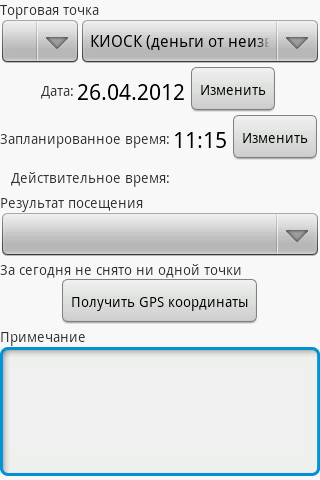 Торговая точка
КИОСК (деньги от неиз
Дата: 26.04.2012 Изменить
Запланированное время: 11:15 Изменить
Действительное время:
Результат посещения
За сегодня не снято ни одной точки
Получить GPS координаты
Примечание